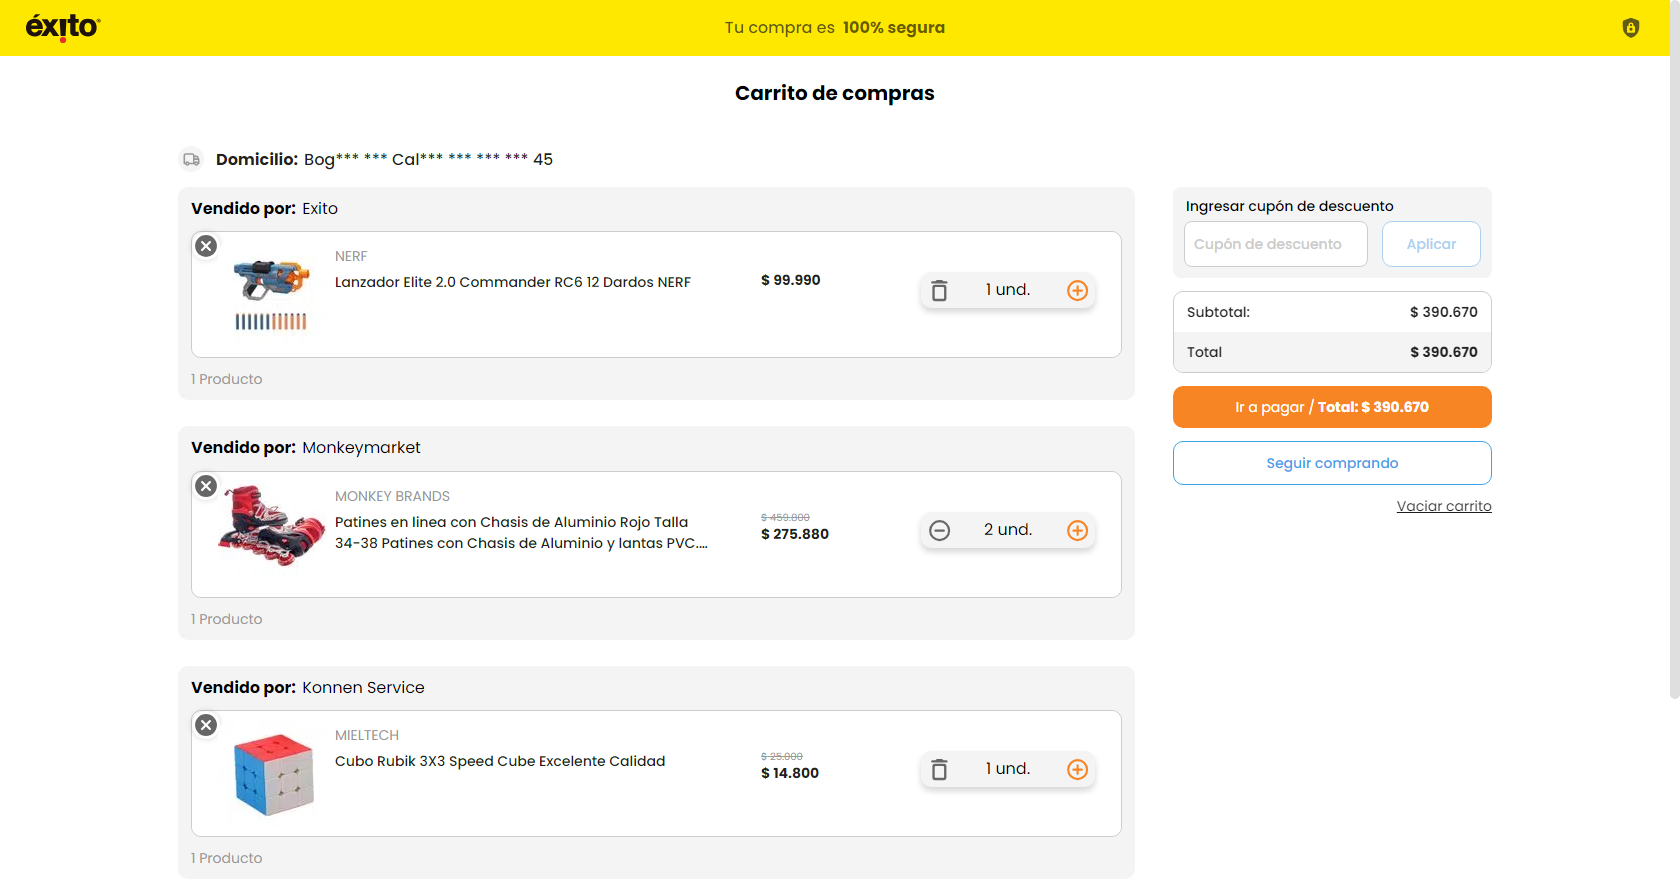 éxito
Tu compra es 100% segura
Carrito de compras
Domicilio: Bog*** *** Cal*** *** *** *** 45
Vendido por: Exito
NERF
Lanzador Elite 2.0 Commander RC6 12 Dardos NERF
$ 99.990
1 und.
1 Producto
Vendido por: Monkeymarket
MONKEY BRANDS
Patines en linea con Chasis de Aluminio Rojo Talla
34-38 Patines con Chasis de Aluminio y lantas PVC....
$ 459.800
$ 275.880
2 und.
1 Producto
Vendido por: Konnen Service
MIELTECH
Cubo Rubik 3X3 Speed Cube Excelente Calidad
$ 25.000
$ 14.800
1 und.
1 Producto
Ingresar cupón de descuento
Cupón de descuento
Aplicar
Subtotal: $ 390.670
Total $ 390.670
Ir a pagar / Total: $ 390.670
Seguir comprando
Vaciar carrito